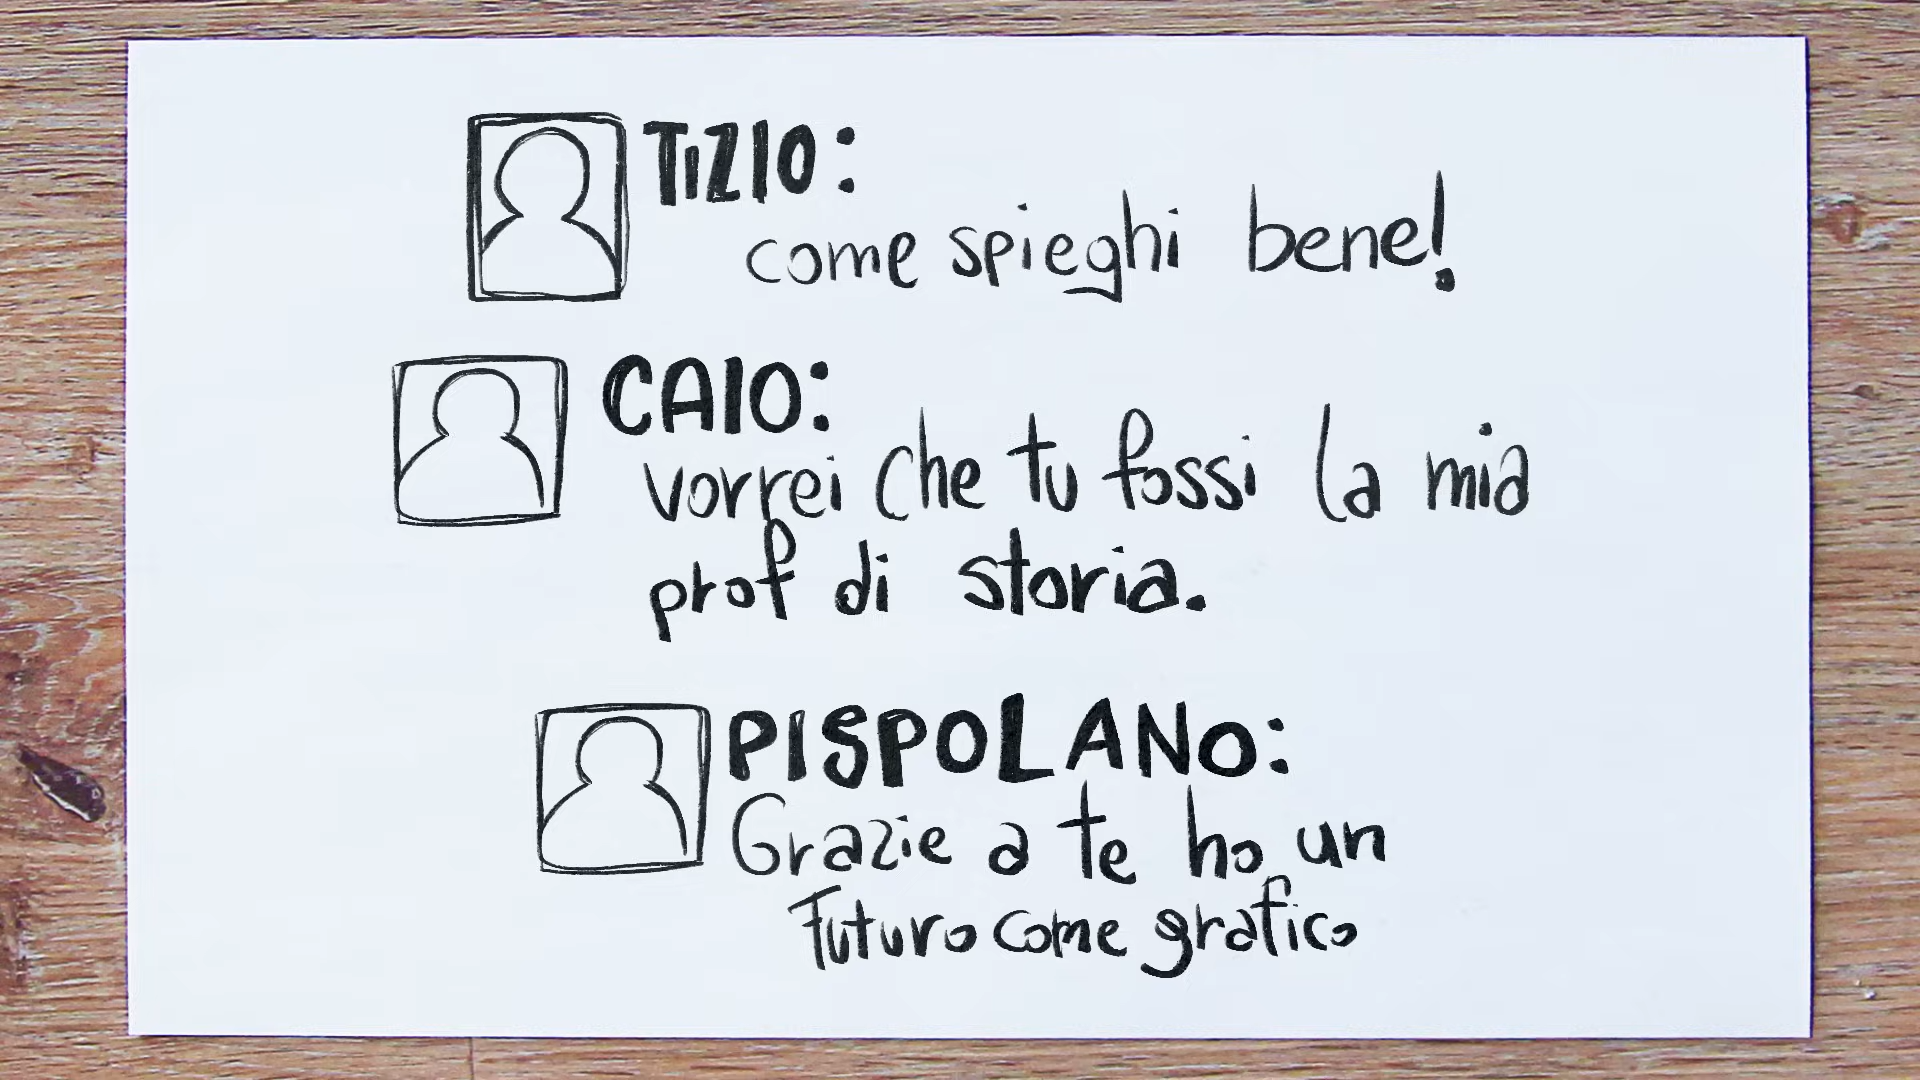 TIZIO:
come spieghi bene!
CAIO:
vorrei che tu fossi la mia
prof di storia.
PISPOLANO:
Grazie a te ho un
Futuro come grafico